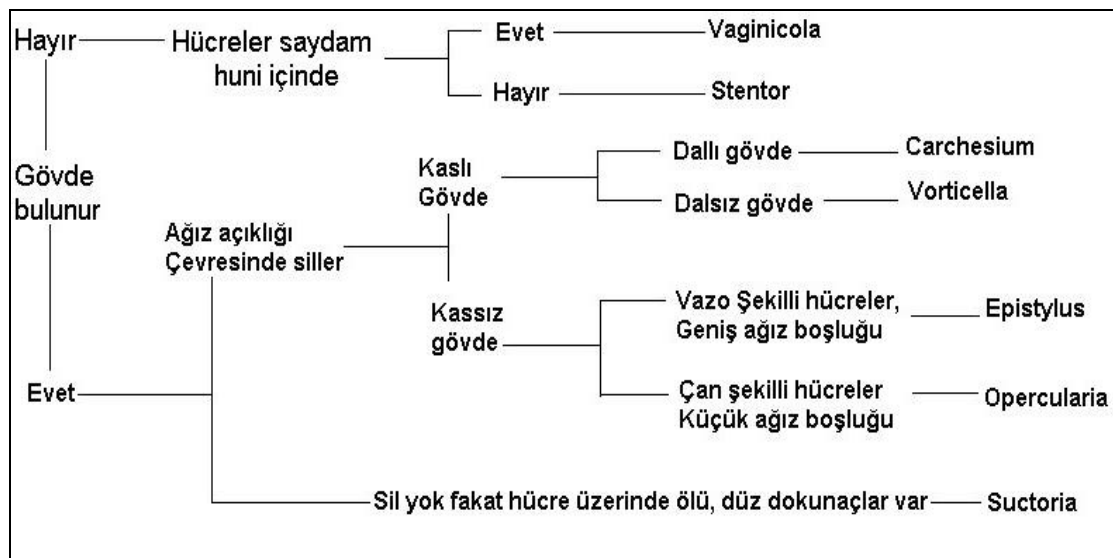 Hayır
Hücreler saydam
huni içinde
Evet
Vaginicola
Hayır
Stentor
Gövde
bulunur
Ağız açıklığı
Çevresinde siller
Kaslı
Gövde
Dallı gövde
Carchesium
Dalsız gövde
Vorticella
Kassız
gövde
Vazo Şekilli hücreler,
Geniş ağız boşluğu
Epistylus
Çan şekilli hücreler
Küçük ağız boşluğu
Opercularia
Evet
Sil yok fakat hücre üzerinde ölü, düz dokunaçlar var
Suctoria